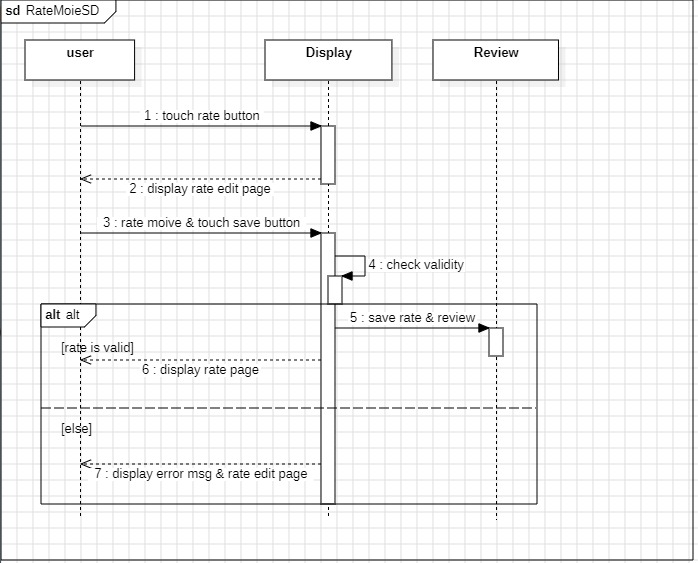 sd RateMoieSD
user
Display
Review
1 : touch rate button
2 : display rate edit page
3 : rate moive & touch save button
4 : check validity
alt alt
5 : save rate & review
[rate is valid]
6 : display rate page
[else]
7 : display error msg & rate edit page